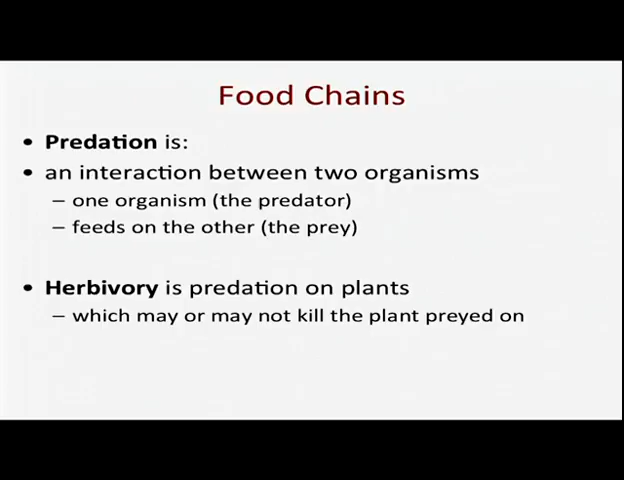 Food Chains
• Predation is:
• an interaction between two organisms
– one organism (the predator)
– feeds on the other (the prey)
• Herbivory is predation on plants
– which may or may not kill the plant preyed on